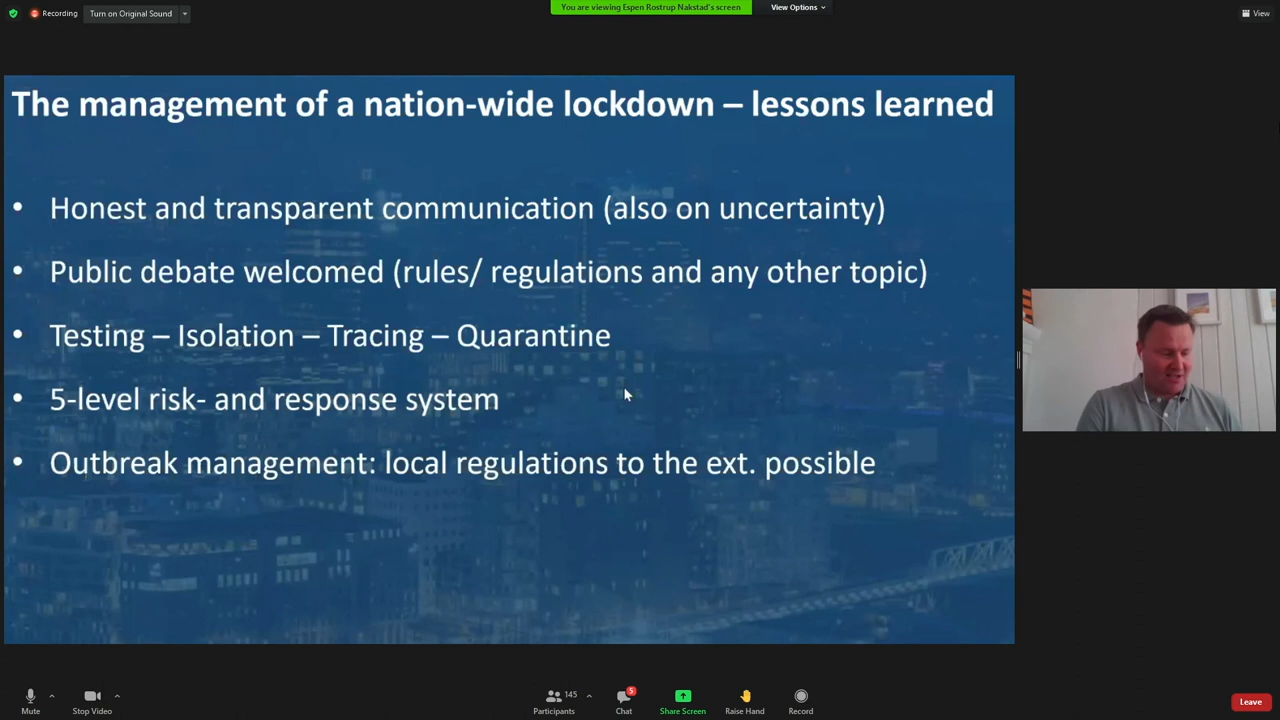 Recording
Turn on Original Sound
You are viewing Espen Rostrup Nakstad's screen
View Options
View
The management of a nation-wide lockdown – lessons learned
• Honest and transparent communication (also on uncertainty)
• Public debate welcomed (rules/ regulations and any other topic)
• Testing – Isolation – Tracing – Quarantine
• 5-level risk- and response system
• Outbreak management: local regulations to the ext. possible
Mute
Stop Video
145
Participants
5
Chat
Share Screen
Raise Hand
Record
Leave